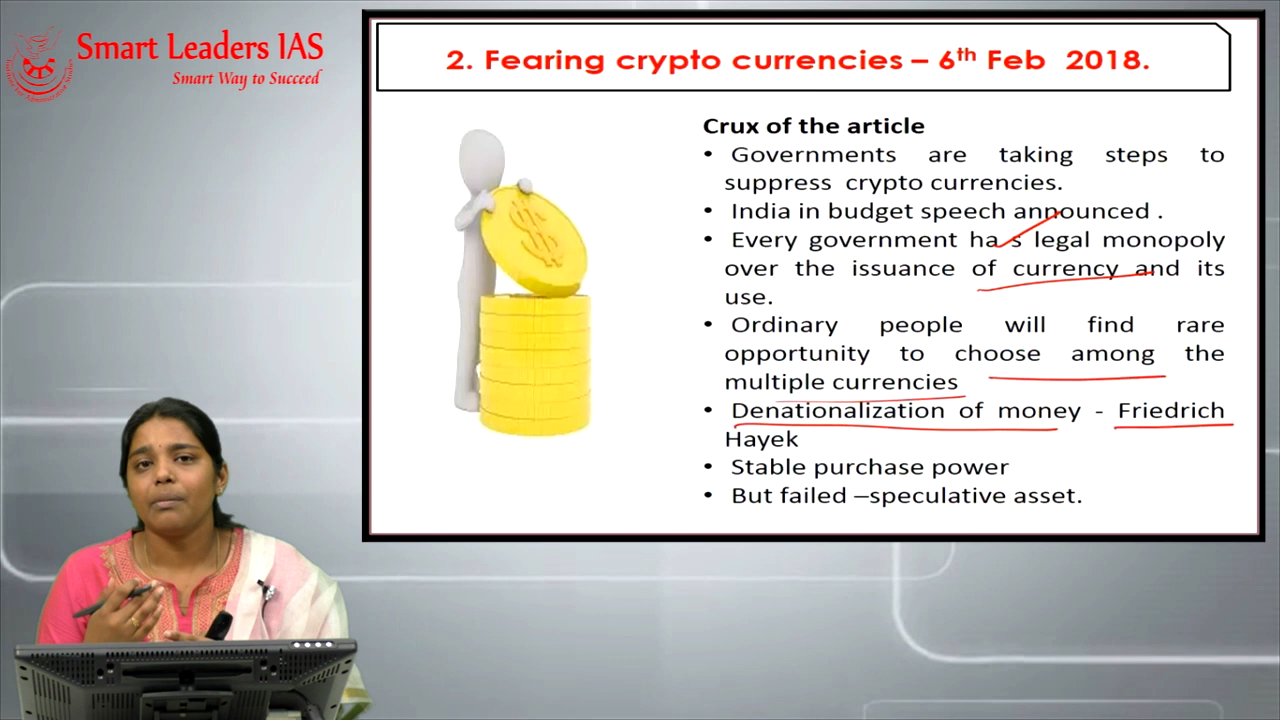 Smart Leaders IAS
Smart Way to Succeed
2. Fearing crypto currencies – 6th Feb 2018.
Crux of the article
• Governments are taking steps to
suppress crypto currencies.
• India in budget speech announced .
• Every government ha s legal monopoly
over the issuance of currency and its
use.
• Ordinary people will find rare
opportunity to choose among the
multiple currencies
• Denationalization of money - Friedrich
Hayek
• Stable purchase power
• But failed –speculative asset.